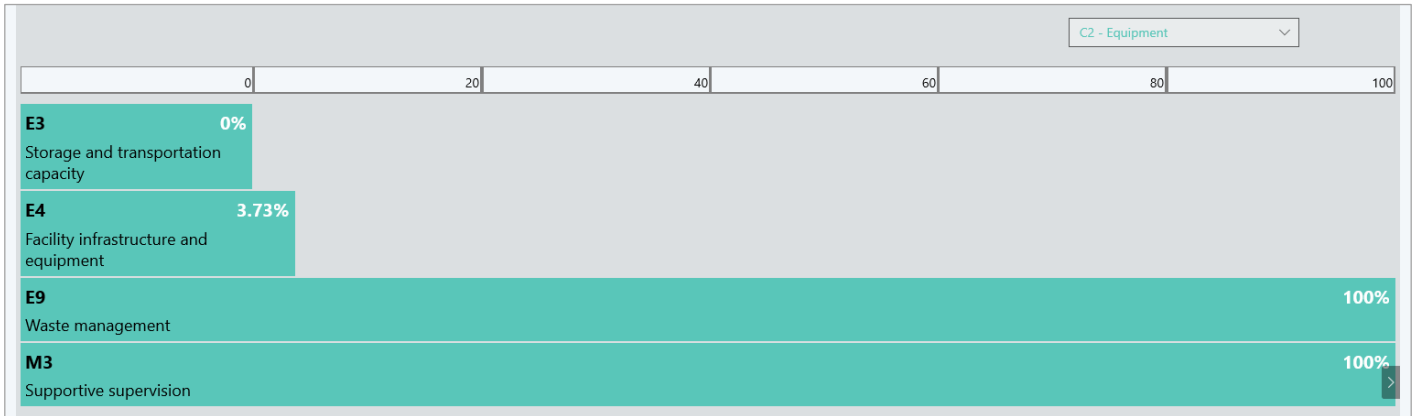 C2 - Equipment
0 20 40 60 80 100
E3 0%
Storage and transportation
capacity
E4 3.73%
Facility infrastructure and
equipment
E9 100%
Waste management
M3 100%
Supportive supervision